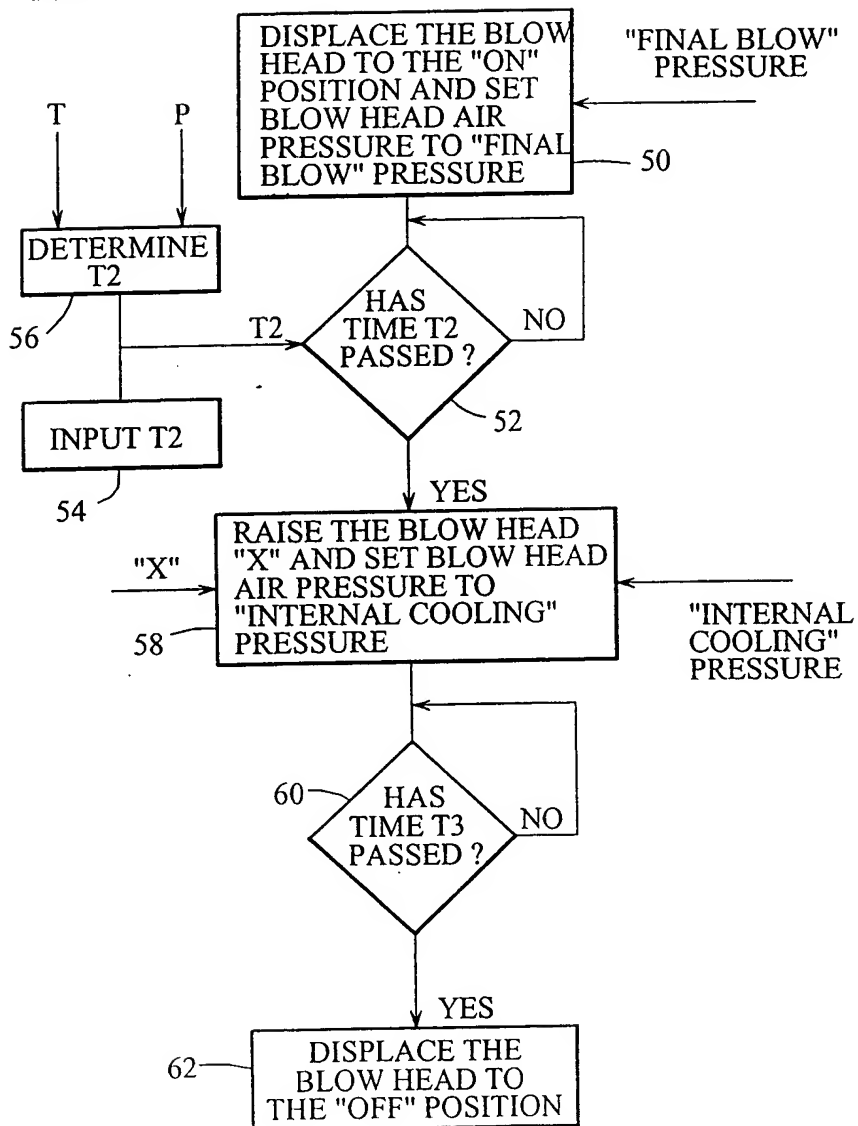 DISPLACE THE BLOW
HEAD TO THE "ON"
POSITION AND SET
BLOW HEAD AIR
PRESSURE TO "FINAL
BLOW" PRESSURE
"FINAL BLOW"
PRESSURE
50
T
P
DETERMINE
T2
56
T2
HAS
TIME T2
PASSED ?
NO
52
INPUT T2
54
YES
RAISE THE BLOW HEAD
"X" AND SET BLOW HEAD
AIR PRESSURE TO
"INTERNAL COOLING"
PRESSURE
"X"
58
"INTERNAL
COOLING"
PRESSURE
60
HAS
TIME T3
PASSED ?
NO
YES
62
DISPLACE THE
BLOW HEAD TO
THE "OFF" POSITION